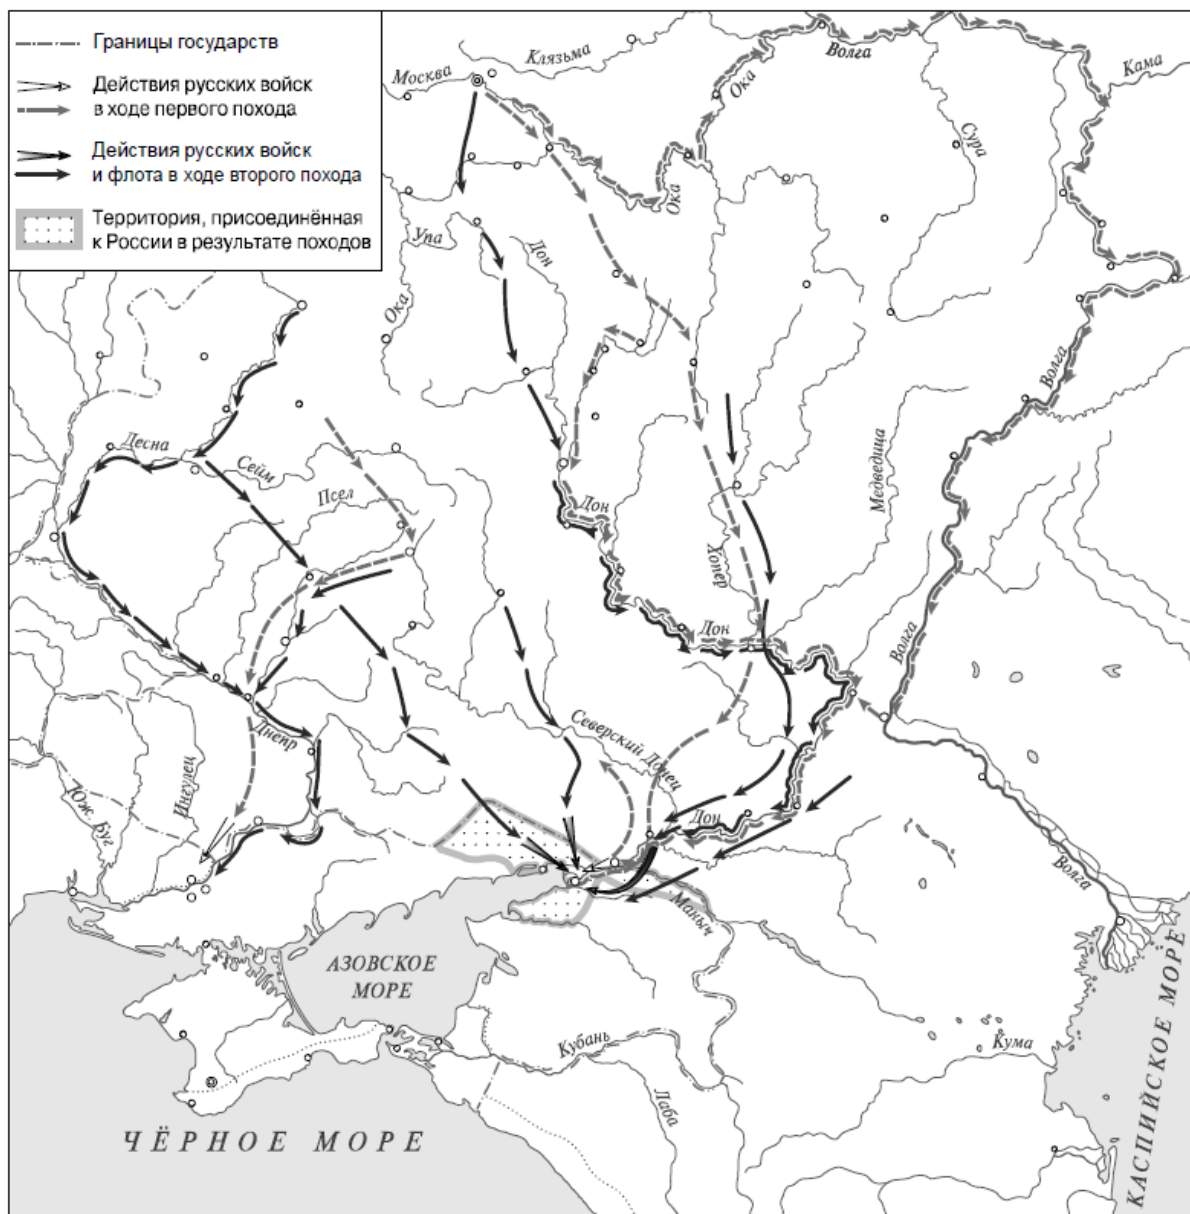 Границы государств
Действия русских войск
в ходе первого похода
Действия русских войск
и флота в ходе второго похода
Территория, присоединённая
к России в результате походов
Москва
Клязьма
Волга
Ока
Кама
Сура
Ока
Упа
Дон
Ока
Волга
Десна
Сейм
Псел
Медведица
Дон
Хопер
Дон
Волга
Днепр
Ингулец
Юж. Буг
Северский Донец
Дон
Волга
Маныч
АЗОВСКОЕ
МОРЕ
Кубань
Кума
Лаба
ЧЁРНОЕ МОРЕ
КАСПИЙСКОЕ МОРЕ